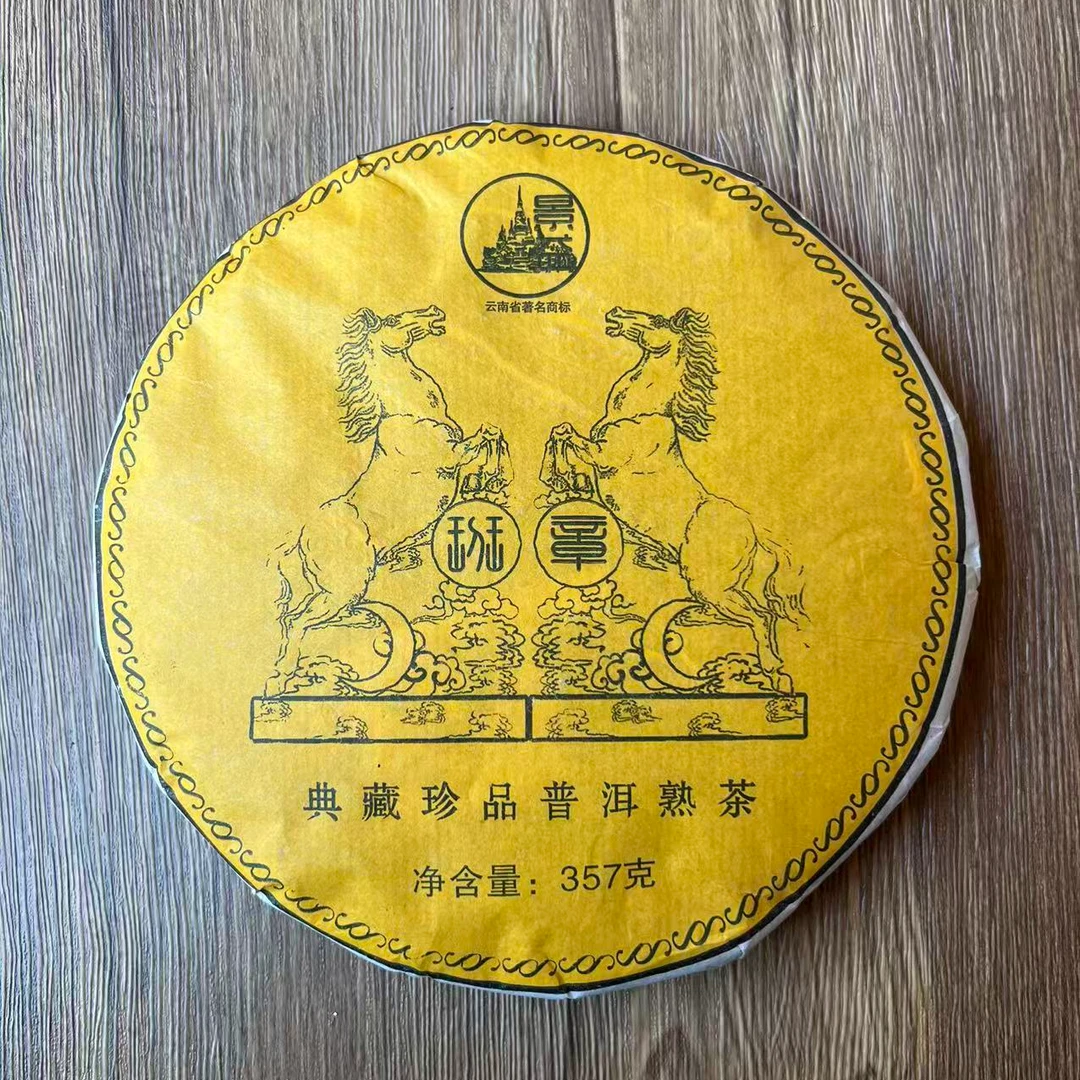 云南省著名商标
班章
典藏珍品普洱熟茶
净含量：357克